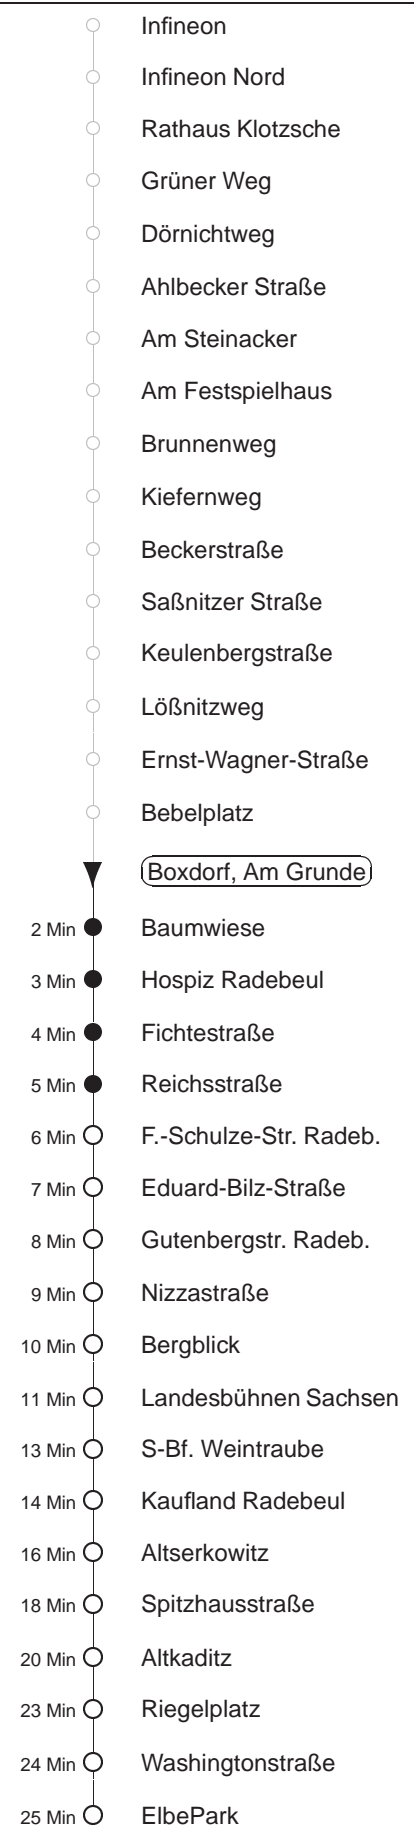 Infineon
Infineon Nord
Rathaus Klotzsche
Grüner Weg
Dörnichtweg
Ahlbecker Straße
Am Steinacker
Am Festspielhaus
Brunnenweg
Kiefernweg
Beckerstraße
Saßnitzer Straße
Keulenbergstraße
Lößnitzweg
Ernst-Wagner-Straße
Bebelplatz
Boxdorf, Am Grunde
2 Min Baumwiese
3 Min Hospiz Radebeul
4 Min Fichtestraße
5 Min Reichsstraße
6 Min F.-Schulze-Str. Radeb.
7 Min Eduard-Bilz-Straße
8 Min Gutenbergstr. Radeb.
9 Min Nizzastraße
10 Min Bergblick
11 Min Landesbühnen Sachsen
13 Min S-Bf. Weintraube
14 Min Kaufland Radebeul
16 Min Altserkowitz
18 Min Spitzhausstraße
20 Min Altkaditz
23 Min Riegelplatz
24 Min Washingtonstraße
25 Min ElbePark